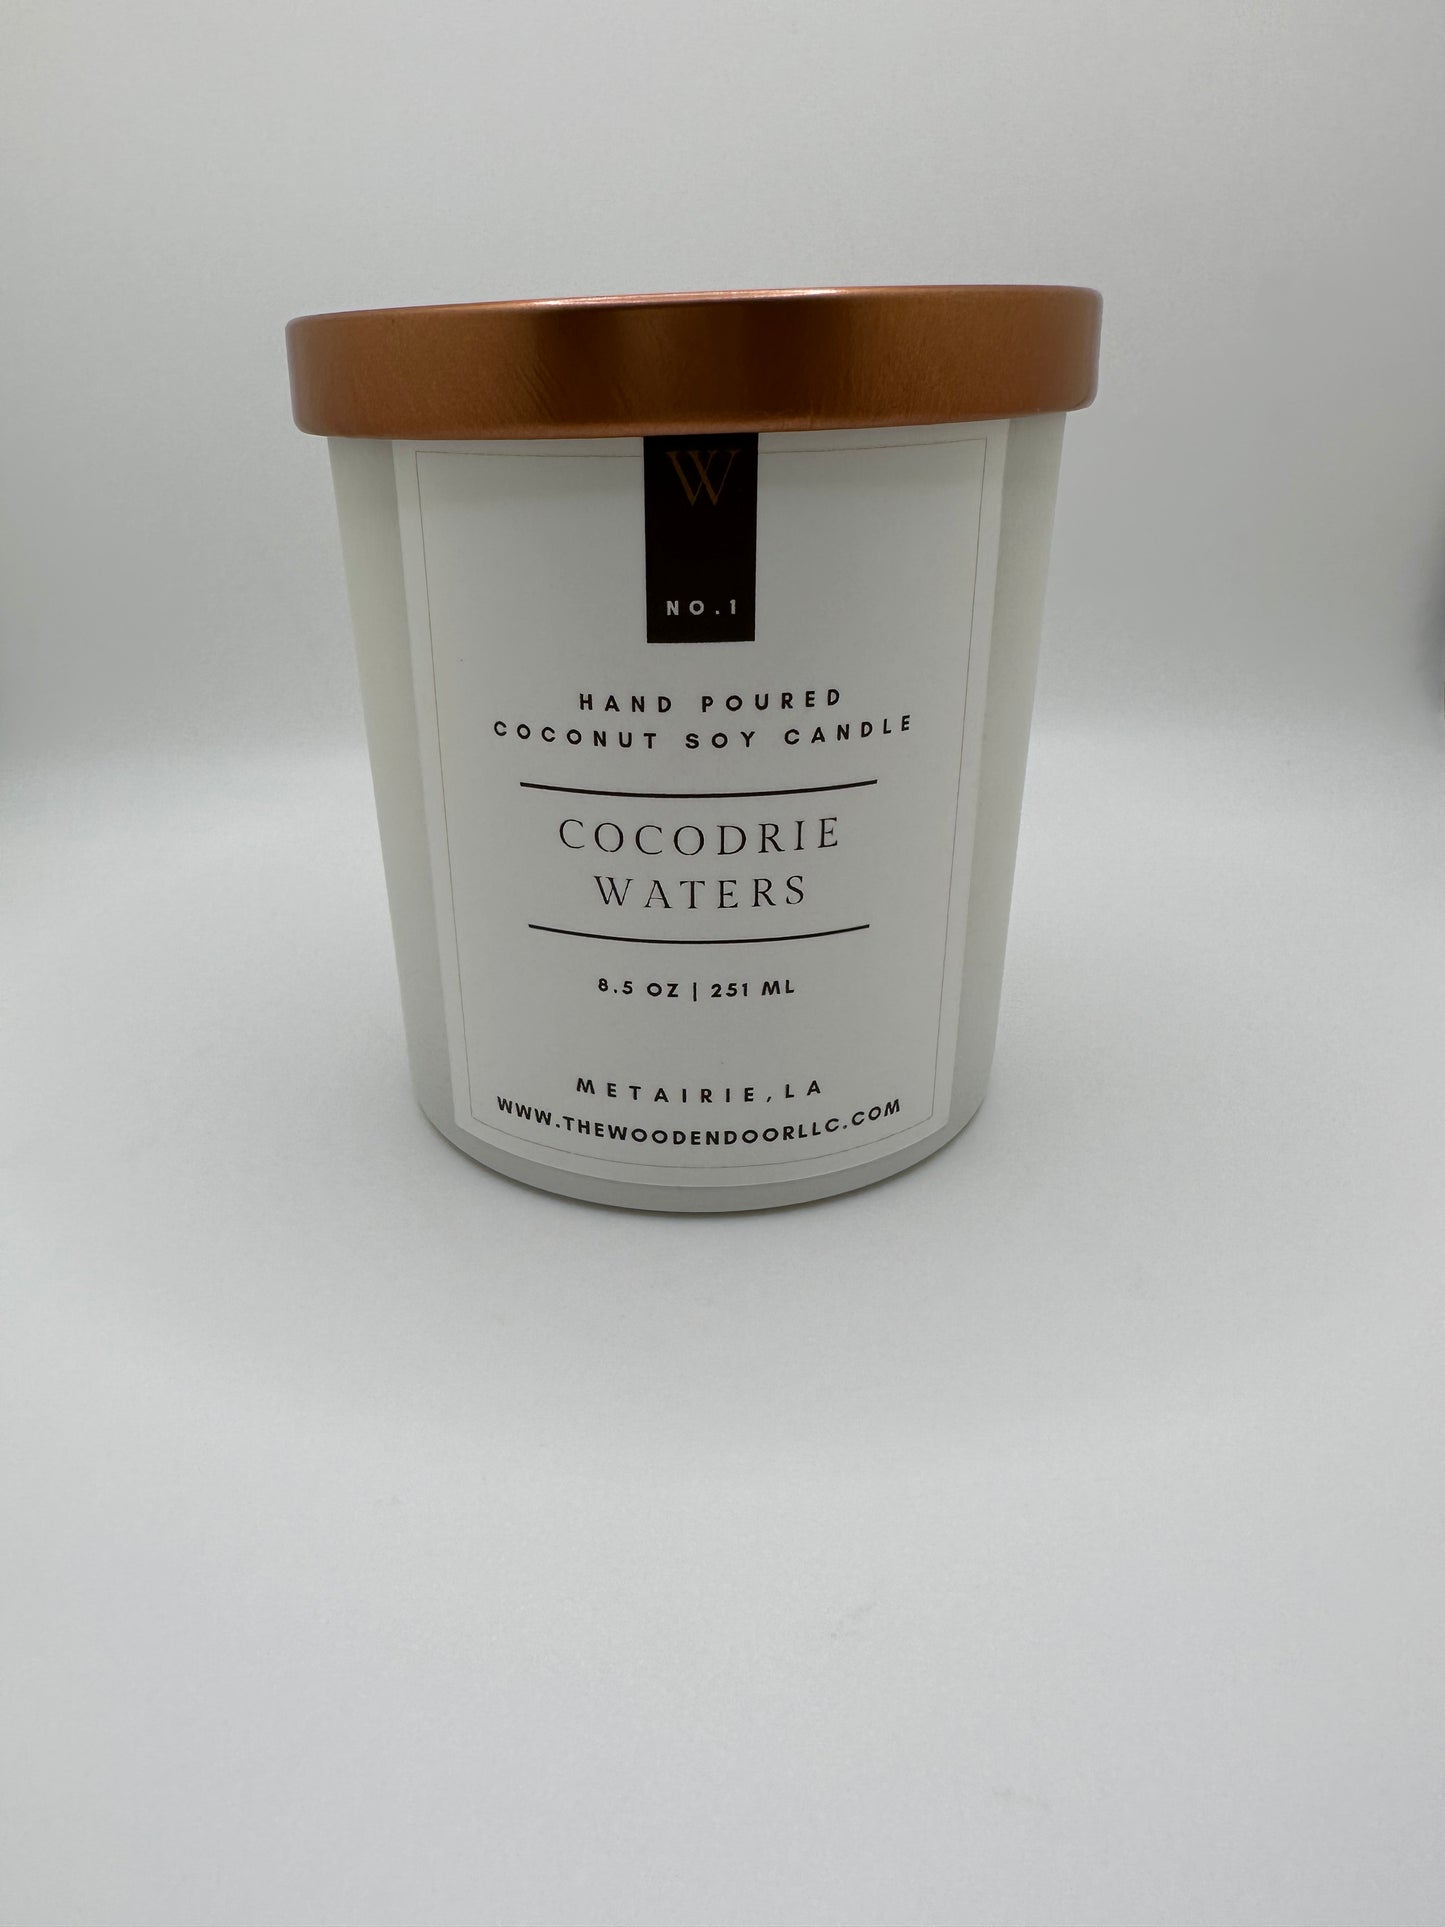 W
NO.1
HAND POURED
COCONUT SOY CANDLE
COCODRIE
WATERS
8.5 OZ | 251 ML
METAIRIE, LA
WWW.THEWOODENDOORLLC.COM